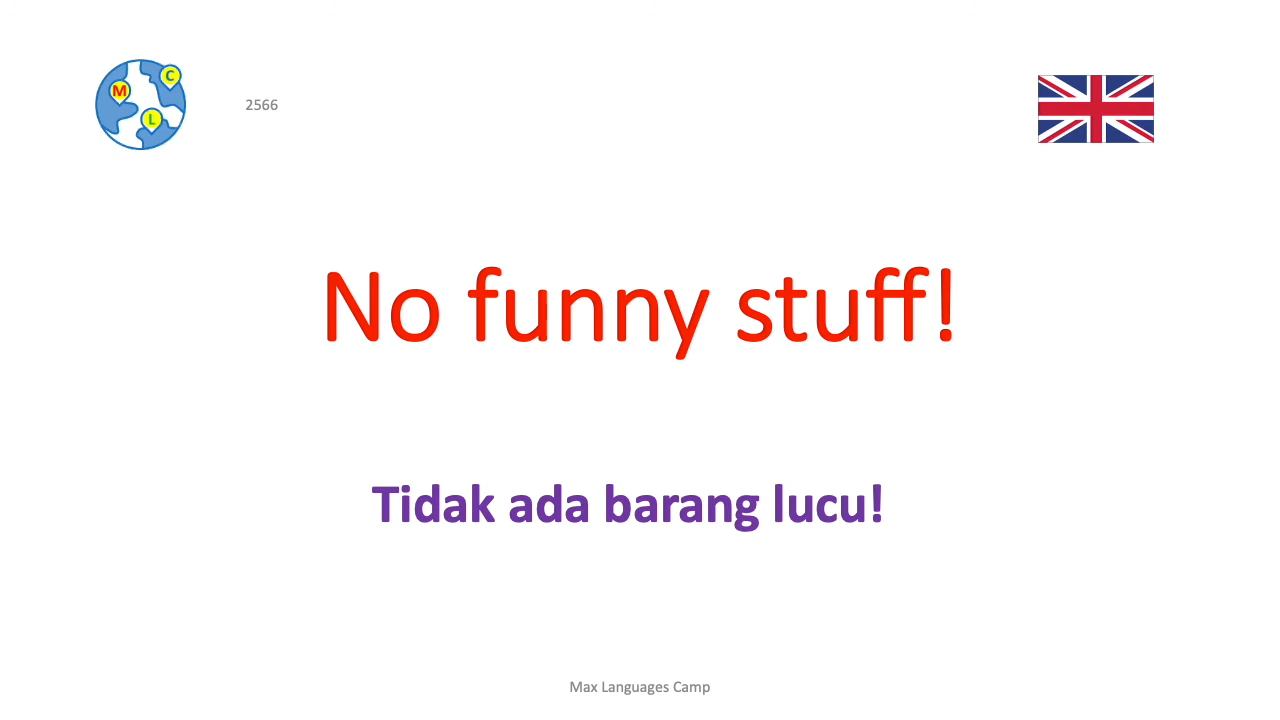 C
M
L
2566
No funny stuff!
Tidak ada barang lucu!
Max Languages Camp